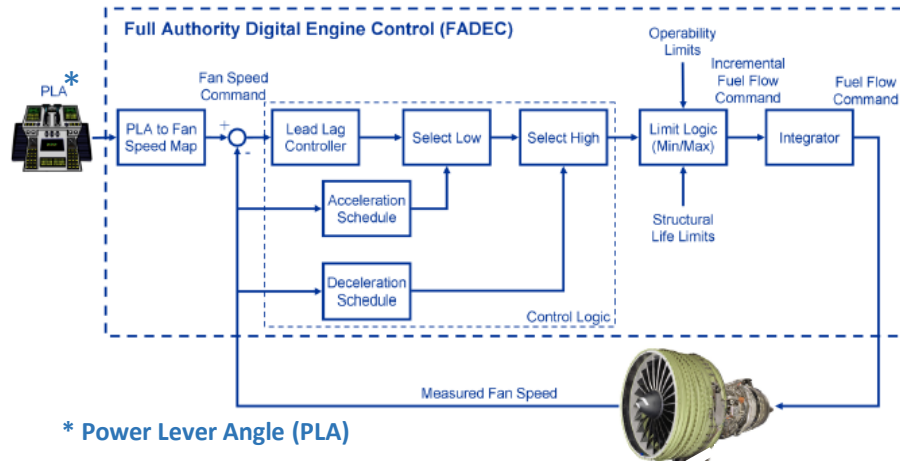 Full Authority Digital Engine Control (FADEC)
PLA*
PLA to Fan
Speed Map
Fan Speed
Command
+
-
Lead Lag
Controller
Select Low
Select High
Acceleration
Schedule
Deceleration
Schedule
Control Logic
Operability
Limits
Limit Logic
(Min/Max)
Structural
Life Limits
Incremental
Fuel Flow
Command
Integrator
Fuel Flow
Command
Measured Fan Speed
* Power Lever Angle (PLA)